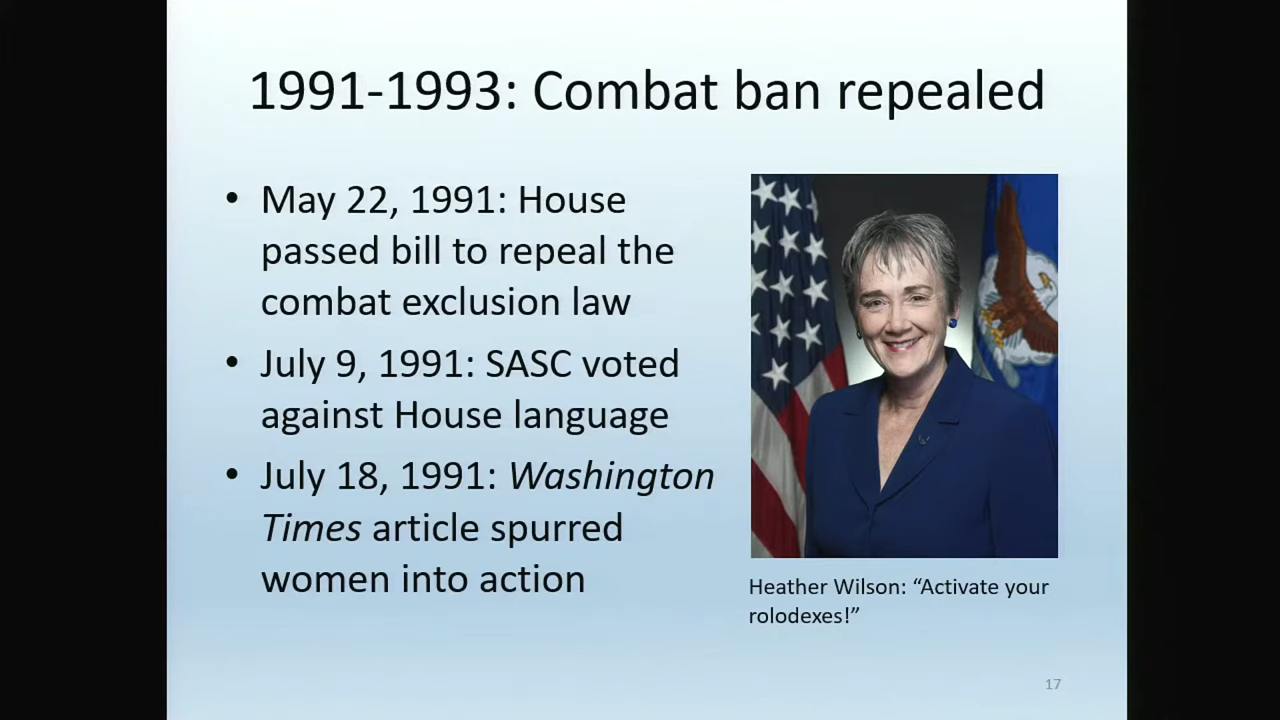 1991-1993: Combat ban repealed
• May 22, 1991: House
passed bill to repeal the
combat exclusion law
• July 9, 1991: SASC voted
against House language
• July 18, 1991: Washington
Times article spurred
women into action
Heather Wilson: “Activate your
rolodexes!”
17